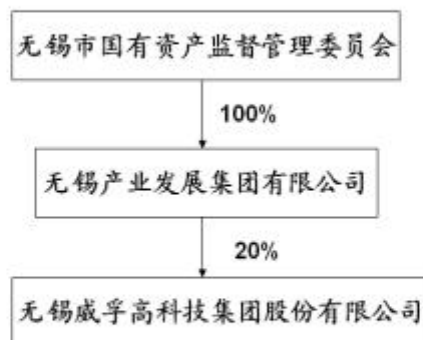 无锡市国有资产监督管理委员会
100%
无锡产业发展集团有限公司
20%
无锡威孚高科技集团股份有限公司